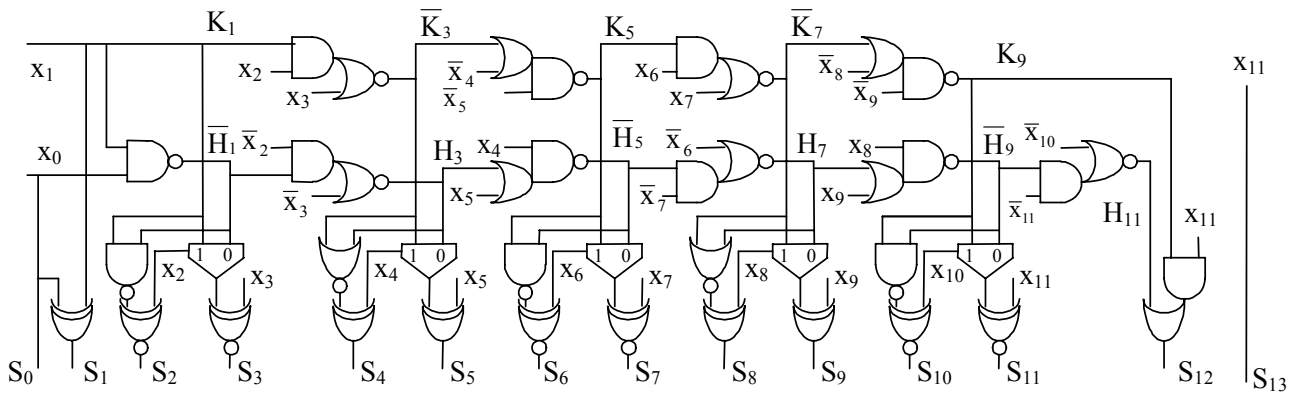 K₁ K̅₃ K₅ K̅₇ K₉
x₁ x₂ x̅₄ x₆ x̅₈ x₁₁
x₃ x̅₅ x₇ x̅₉
x₀ H̅₁ x̅₂ H₃ x₄ H̅₅ x̅₆ H₇ x₈ H̅₉ x̅₁₀
x̅₃ x₅ x̅₇ x₉ x̅₁₁ H₁₁ x₁₁
1 0 1 0 1 0 1 0 1 0
x₂ x₃ x₄ x₅ x₆ x₇ x₈ x₉ x₁₀ x₁₁
S₀ S₁ S₂ S₃ S₄ S₅ S₆ S₇ S₈ S₉ S₁₀ S₁₁ S₁₂ S₁₃